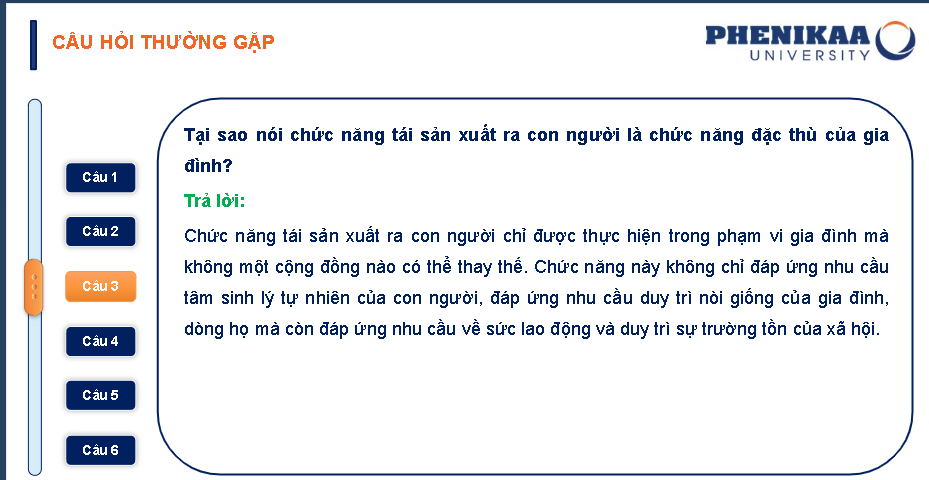 CÂU HỎI THƯỜNG GẶP
PHENIKAA
UNIVERSITY
Tại sao nói chức năng tái sản xuất ra con người là chức năng đặc thù của gia
đình?
Trả lời:
Chức năng tái sản xuất ra con người chỉ được thực hiện trong phạm vi gia đình mà
không một cộng đồng nào có thể thay thế. Chức năng này không chỉ đáp ứng nhu cầu
tâm sinh lý tự nhiên của con người, đáp ứng nhu cầu duy trì nòi giống của gia đình,
dòng họ mà còn đáp ứng nhu cầu về sức lao động và duy trì sự trường tồn của xã hội.
Câu 1
Câu 2
Câu 3
Câu 4
Câu 5
Câu 6